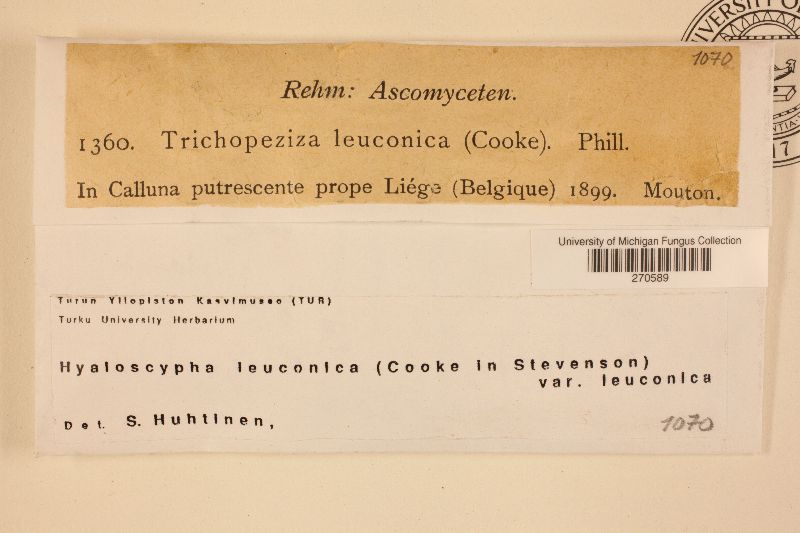 1070
Rehm: Ascomyceten.
1360. Trichopeziza leuconica (Cooke). Phill.
In Calluna putrescente prope Liége (Belgique) 1899. Mouton.
University of Michigan Fungus Collection
270589
Turun Yliopiston Kasvimuseo (TUR)
Turku University Herbarium
Hyaloscypha leuconica (Cooke in Stevenson)
var. leuconica
Det. S. Huhtinen,
1070